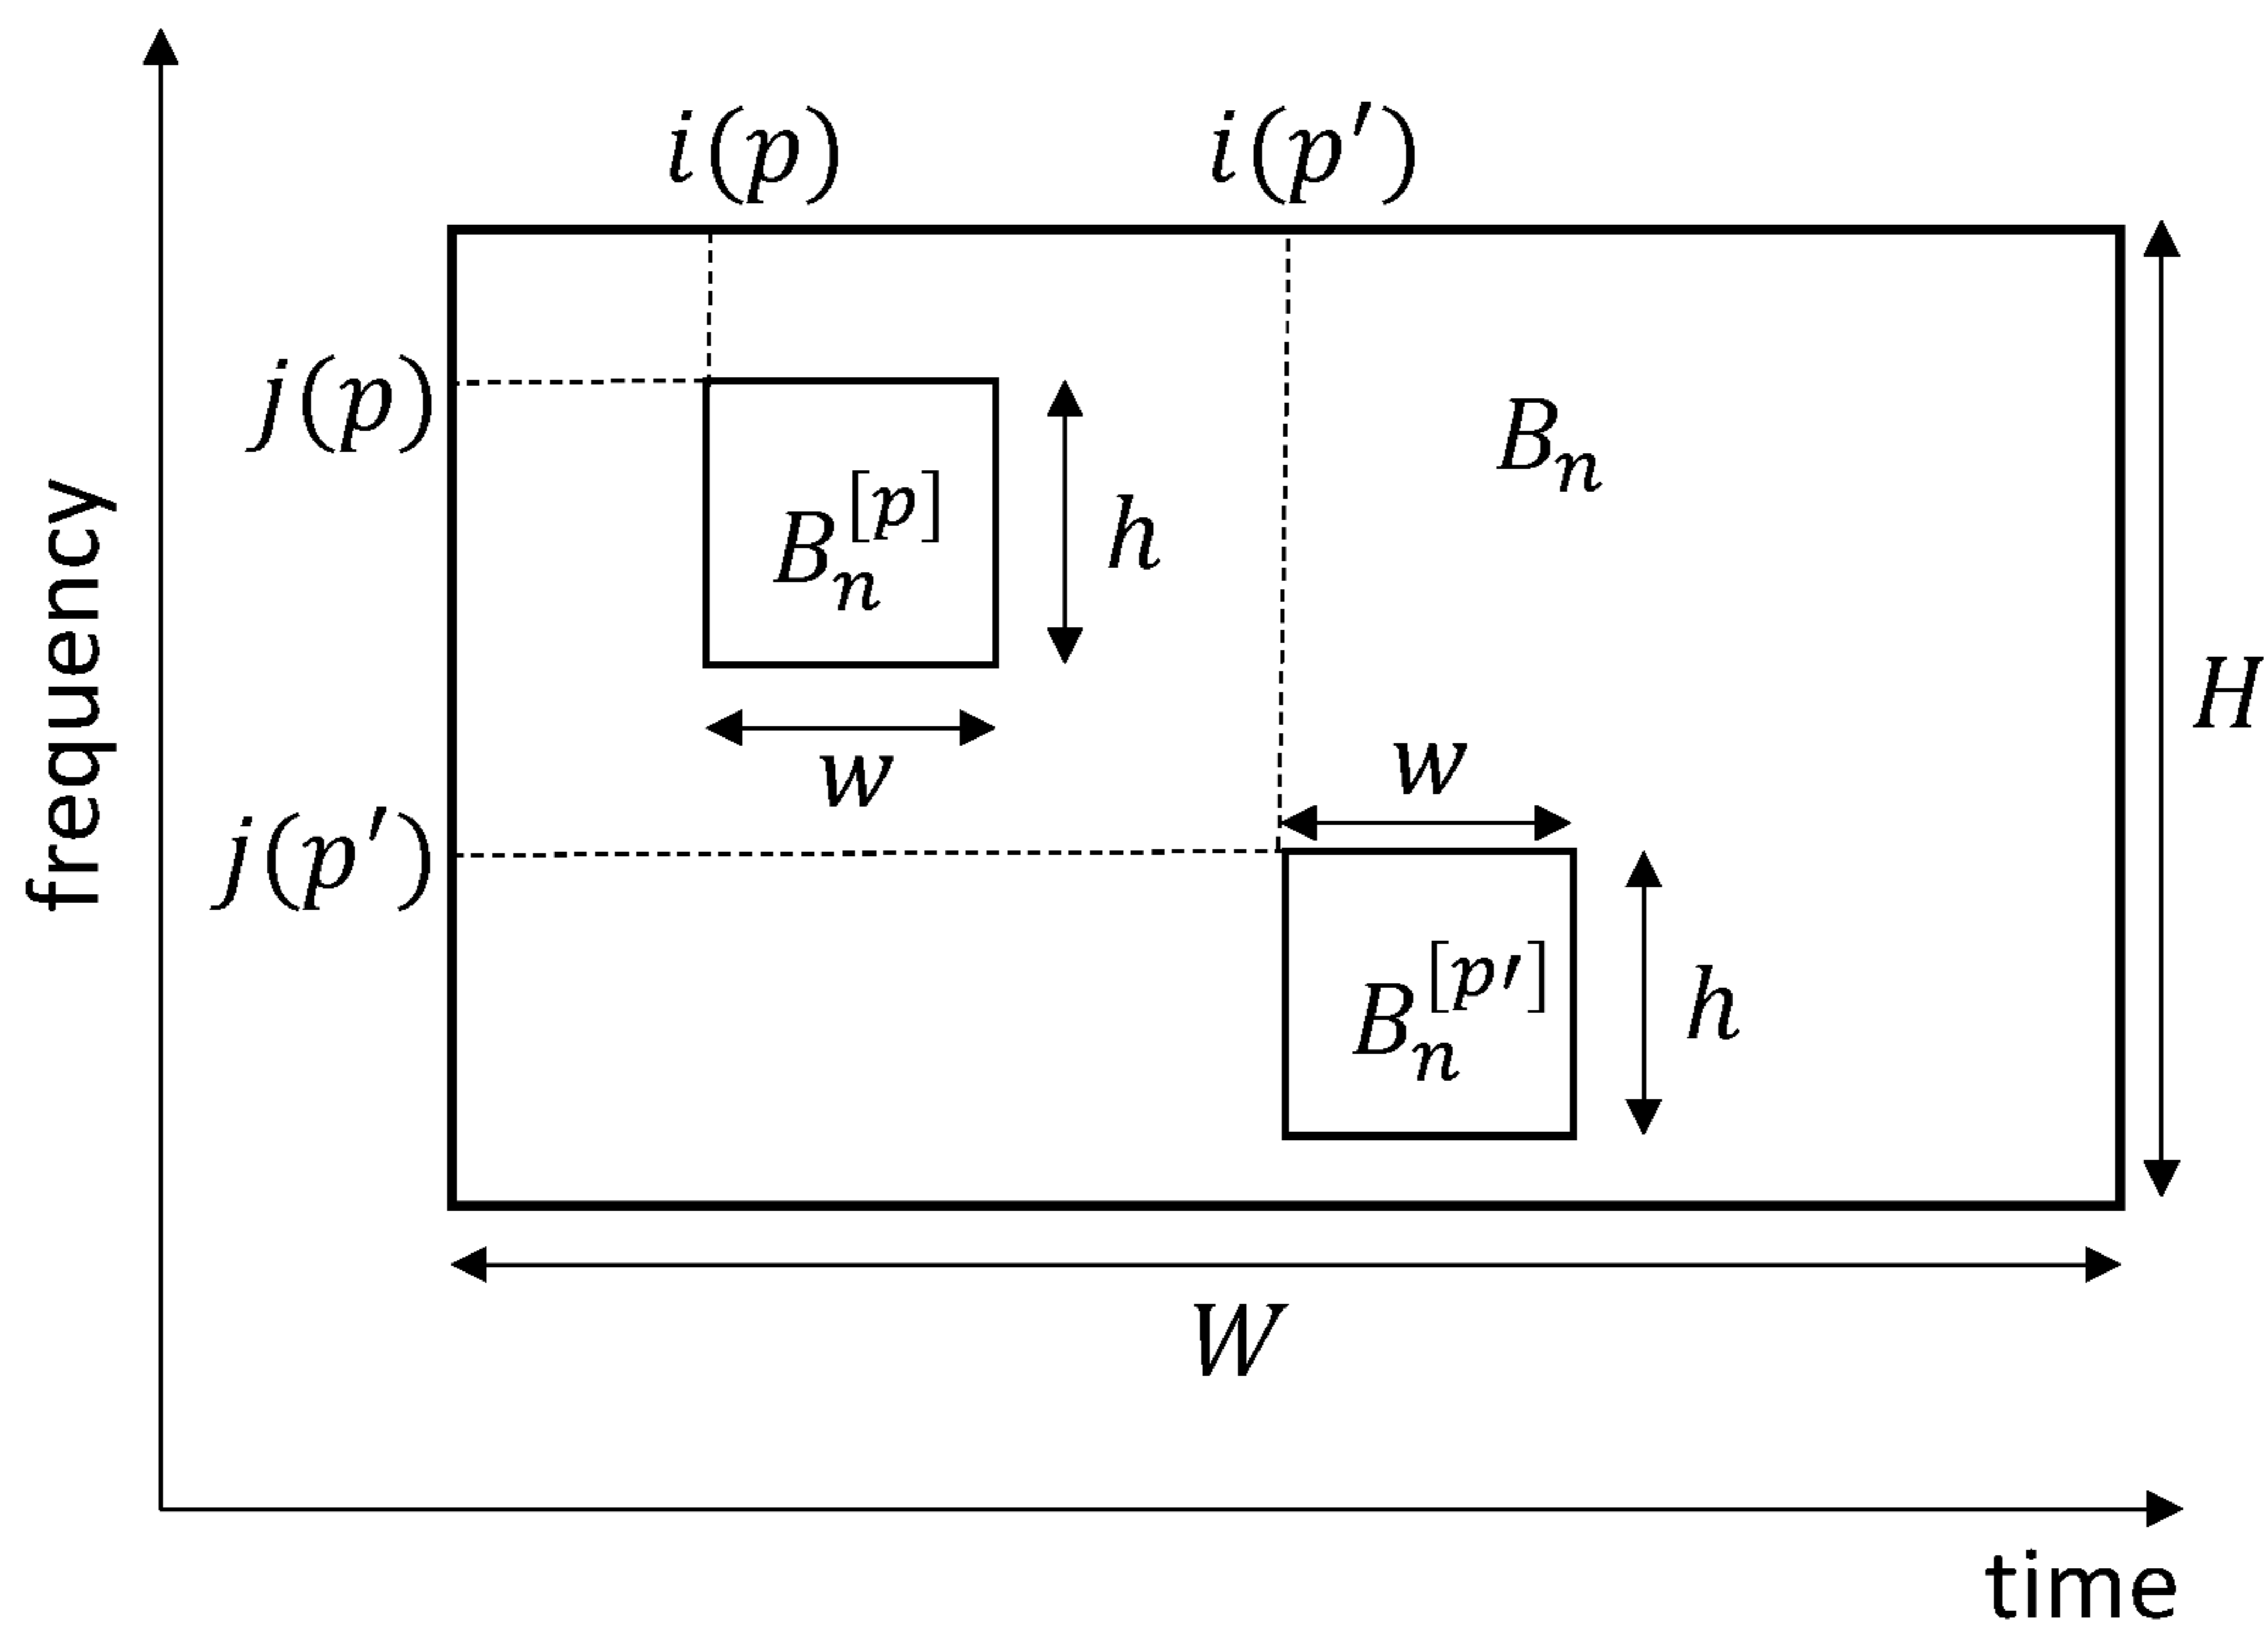 i(p)
i(p′)
j(p)
B_n
B_n^[p]
h
frequency
H
w
w
j(p′)
B_n^[p′]
h
W
time